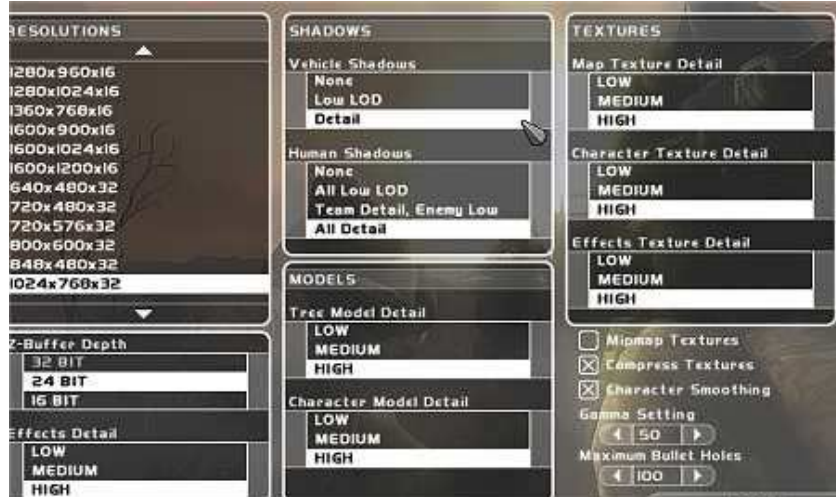 RESOLUTIONS
1280x960x16
1280x1024x16
1360x768x16
1600x900x16
1600x1024x16
1600x1200x16
640x480x32
720x480x32
720x576x32
800x600x32
848x480x32
1024x768x32
Z-Buffer Depth
32 BIT
24 BIT
16 BIT
Effects Detail
LOW
MEDIUM
HIGH
SHADOWS
Vehicle Shadows
None
Low LOD
Detail
Human Shadows
None
All Low LOD
Team Detail, Enemy Low
All Detail
MODELS
Tree Model Detail
LOW
MEDIUM
HIGH
Character Model Detail
LOW
MEDIUM
HIGH
TEXTURES
Map Texture Detail
LOW
MEDIUM
HIGH
Character Texture Detail
LOW
MEDIUM
HIGH
Effects Texture Detail
LOW
MEDIUM
HIGH
Mipmap Textures
Compress Textures
Character Smoothing
Gamma Setting
50
Maximum Bullet Holes
100